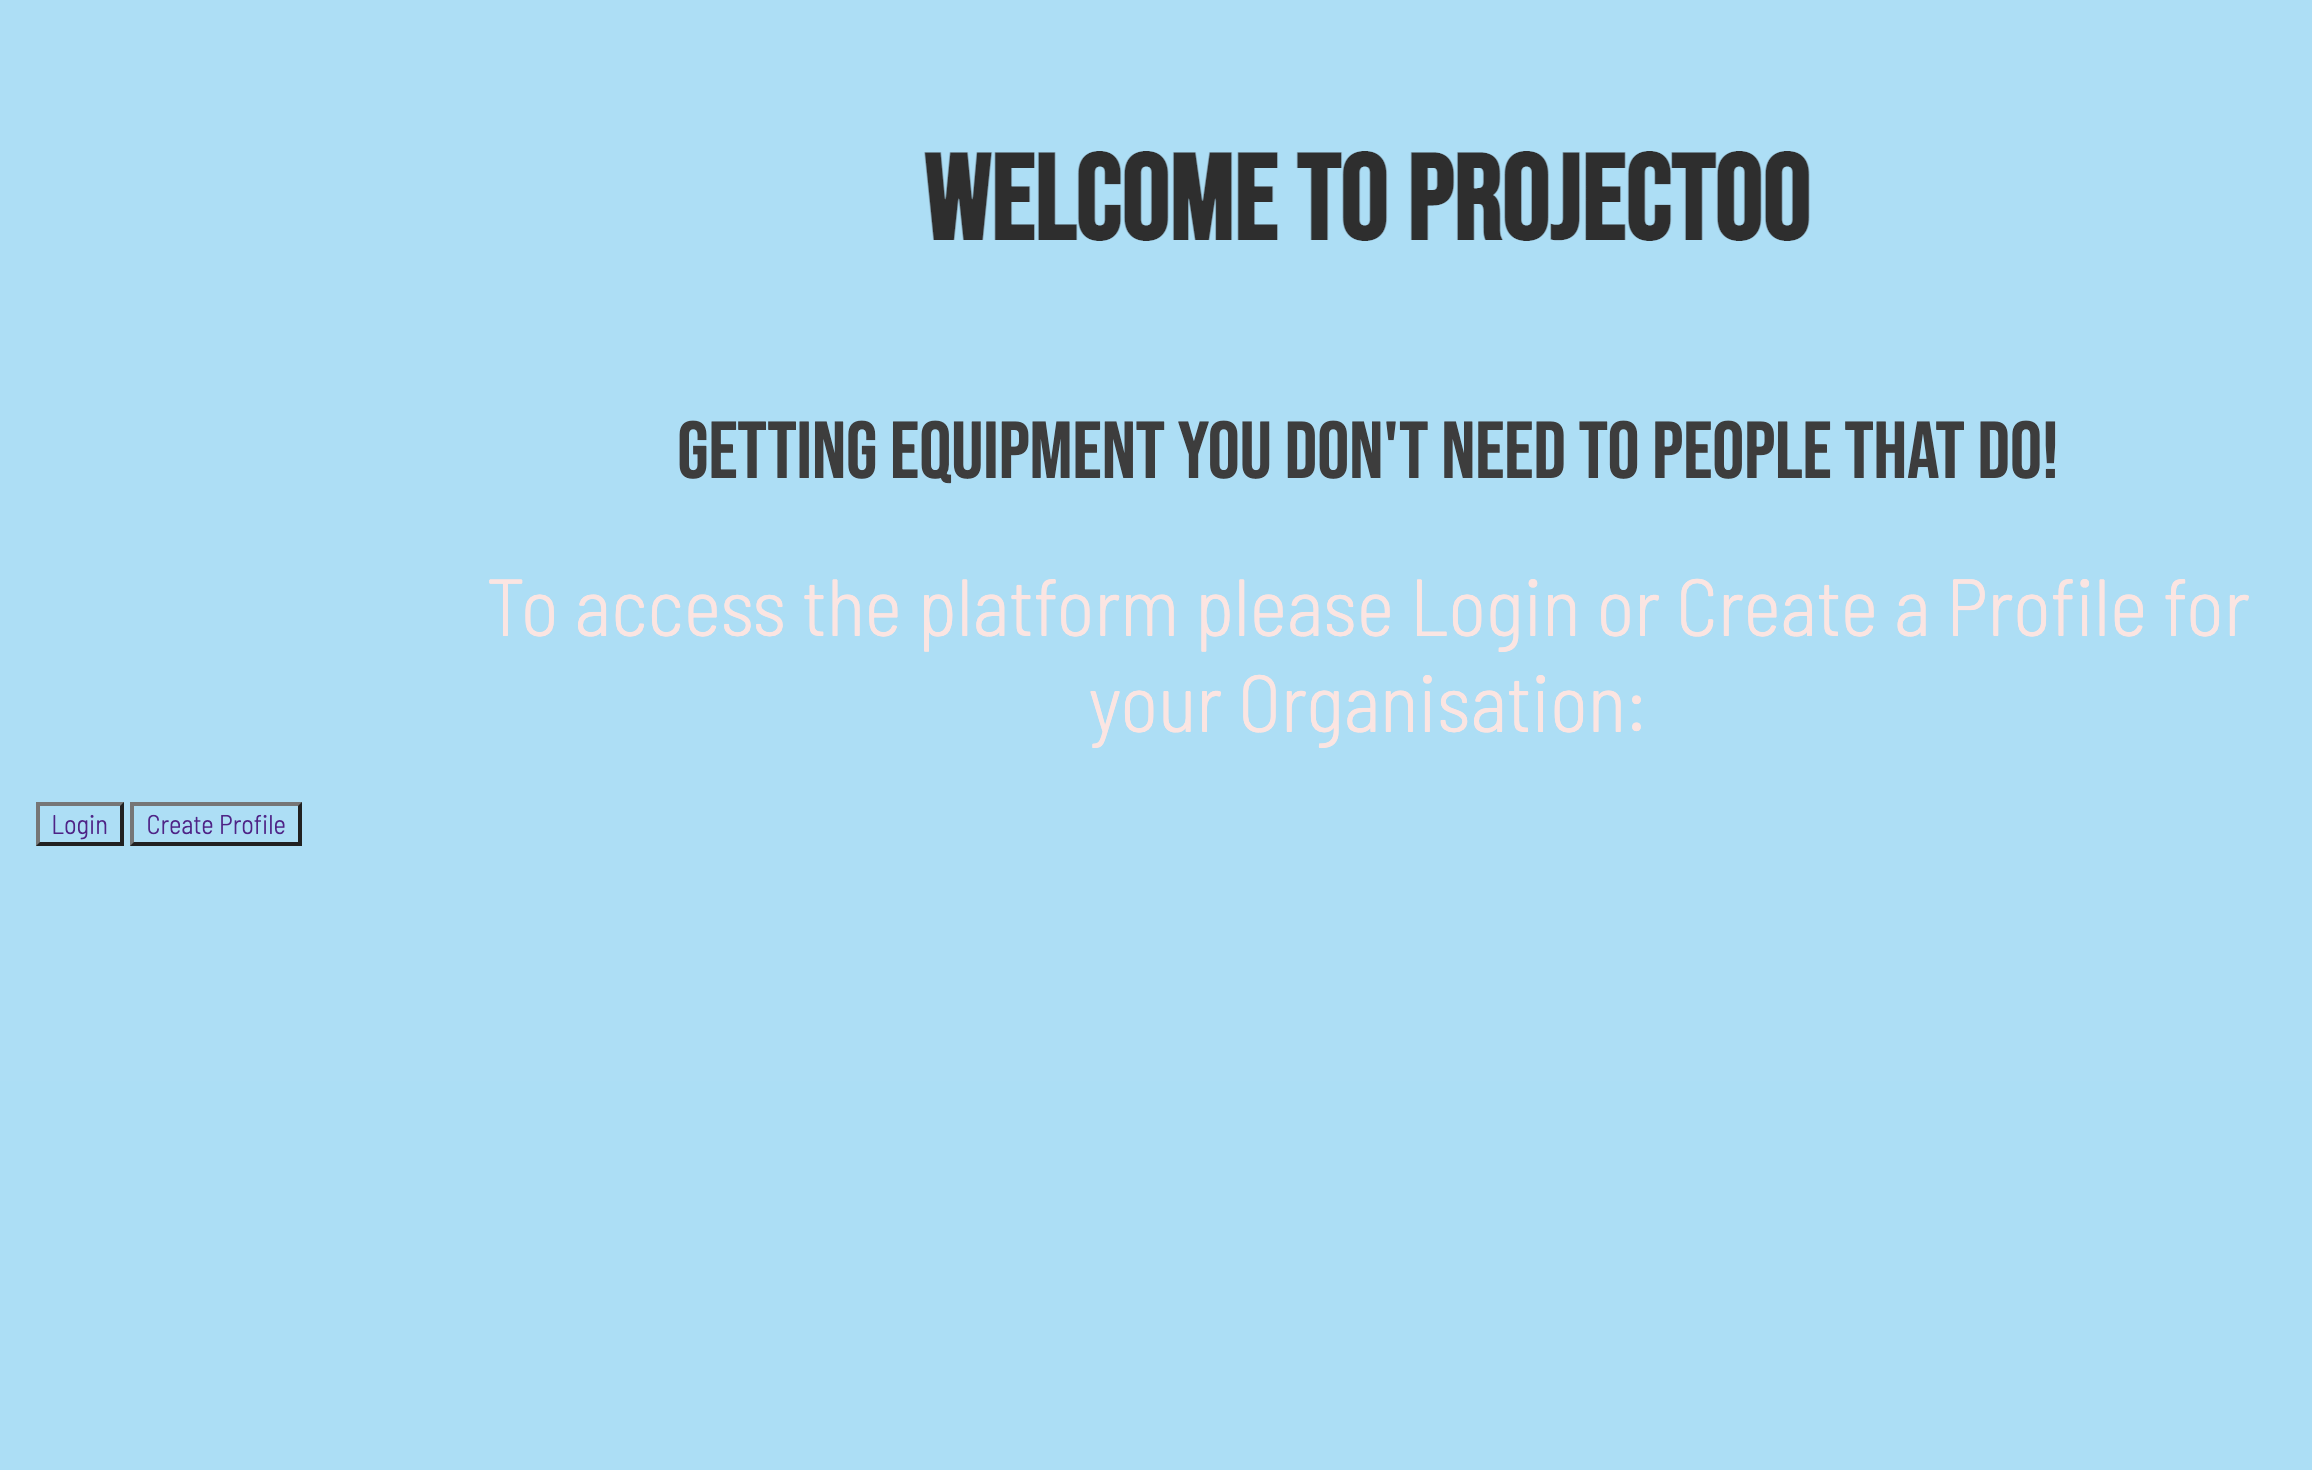 WELCOME TO PROJECTOO
GETTING EQUIPMENT YOU DON'T NEED TO PEOPLE THAT DO!
To access the platform please Login or Create a Profile for
your Organisation:
Login Create Profile